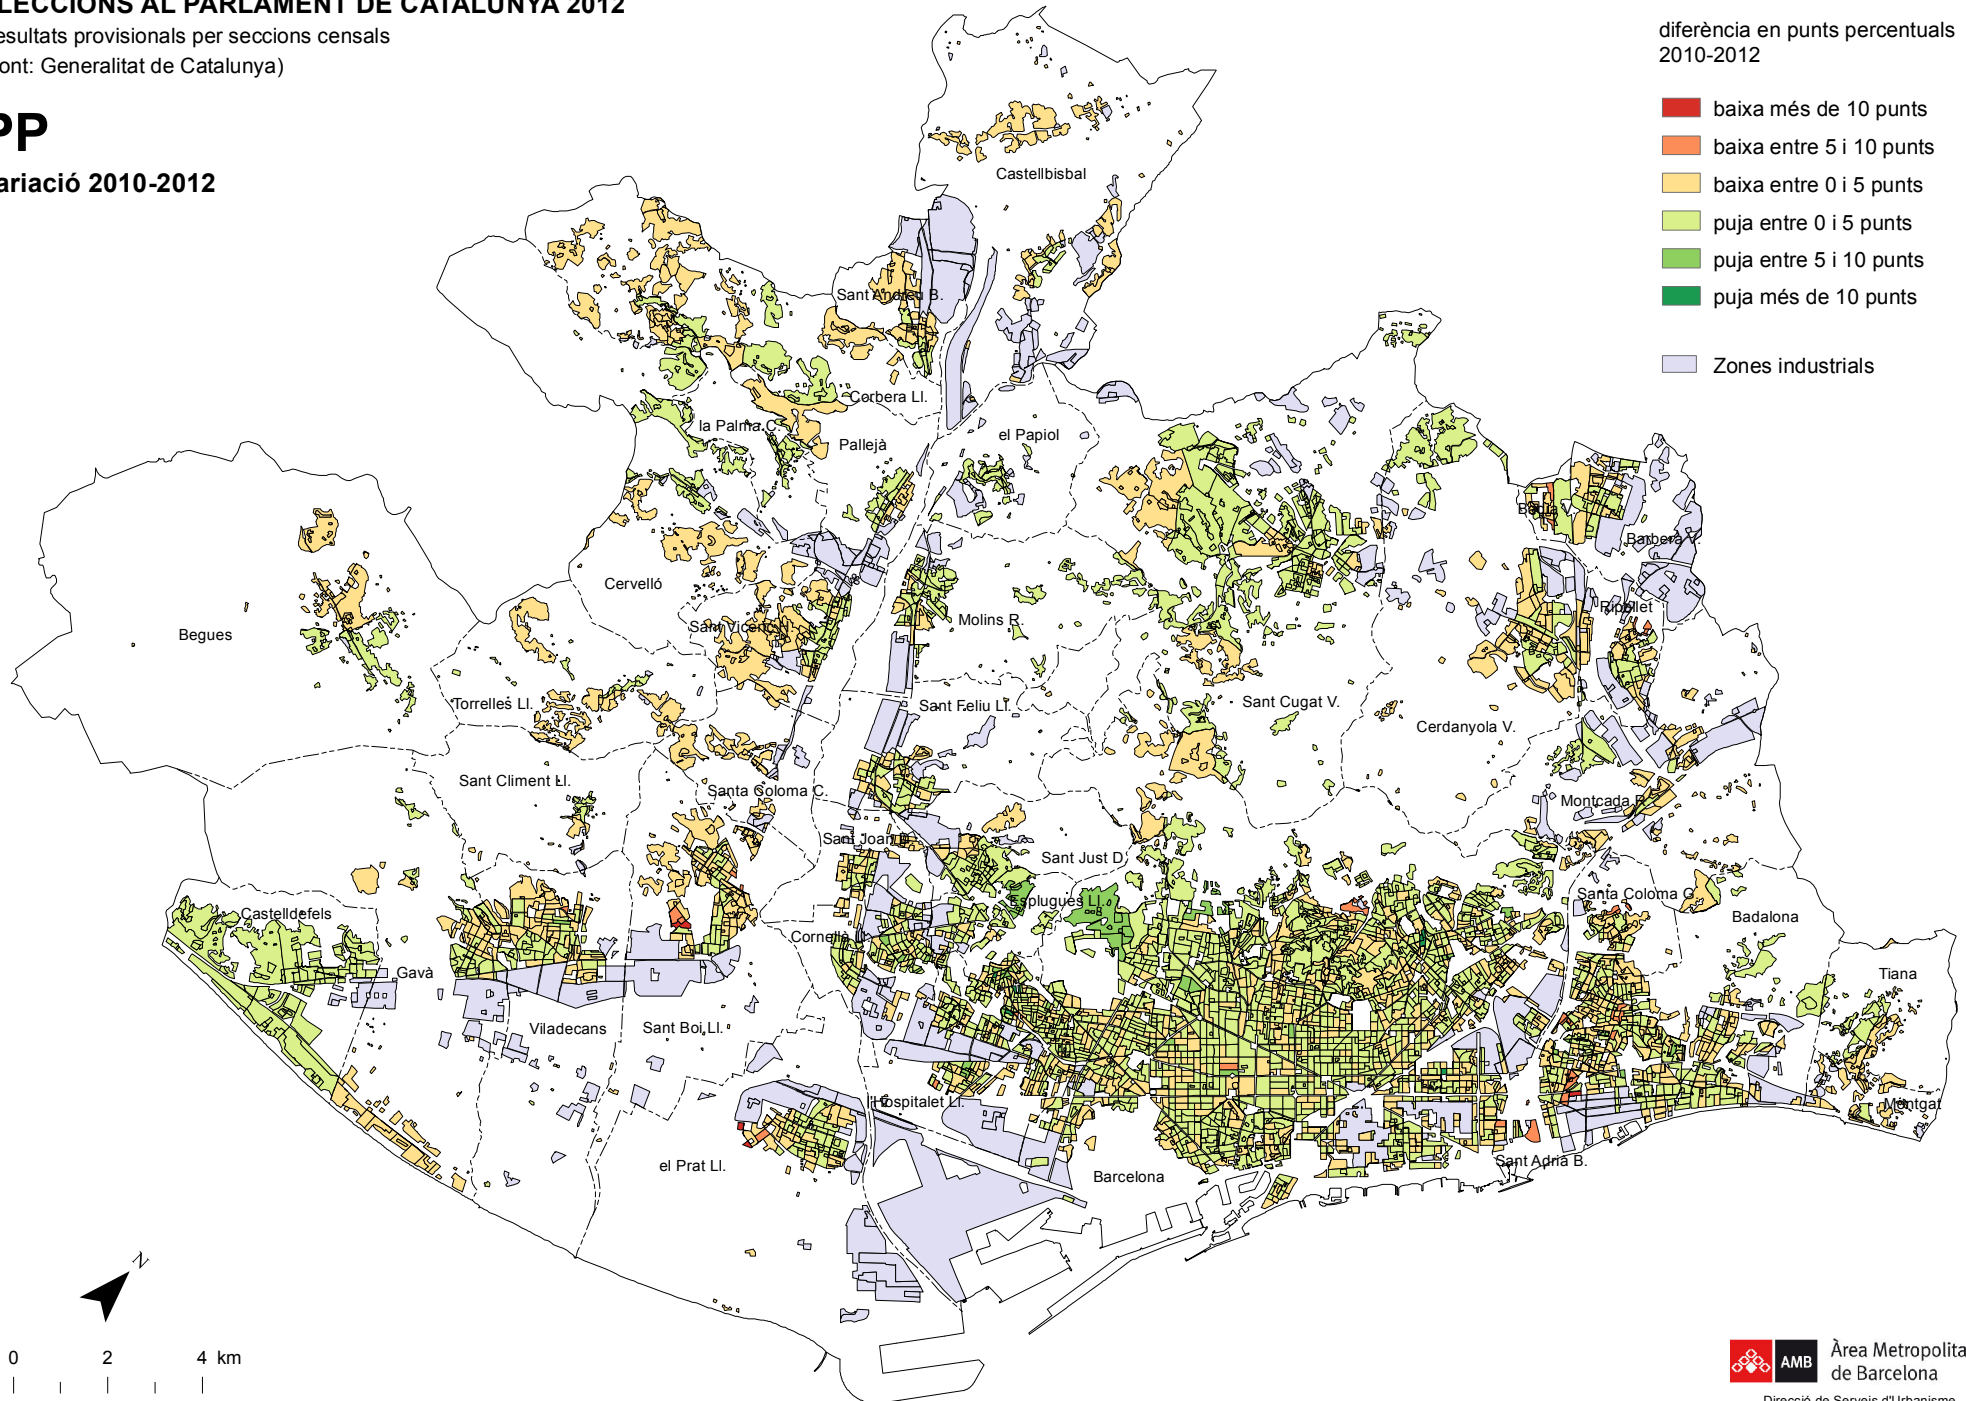 LECCIONS AL PARLAMENT DE CATALUNYA 2012
esultats provisionals per seccions censals
ont: Generalitat de Catalunya)
PP
ariació 2010-2012
diferència en punts percentuals
2010-2012
baixa més de 10 punts
baixa entre 5 i 10 punts
baixa entre 0 i 5 punts
puja entre 0 i 5 punts
puja entre 5 i 10 punts
puja més de 10 punts
Zones industrials
Castellbisbal
Sant Andreu B.
Corbera Ll.
la Palma C.
Pallejà
el Papiol
Badia V.
Barberà V.
Cervelló
Begues
Sant Vicenç H.
Molins R.
Ripollet
Torrelles Ll.
Sant Feliu Ll.
Sant Cugat V.
Cerdanyola V.
Sant Climent Ll.
Santa Coloma C.
Montcada R.
Sant Joan D.
Sant Just D.
Esplugues Ll.
Santa Coloma G.
Castelldefels
Badalona
Cornellà Ll.
Gavà
Tiana
Viladecans
Sant Boi Ll.
l'Hospitalet Ll.
Montgat
el Prat Ll.
Barcelona
Sant Adrià B.
N
0 2 4 km
AMB
Àrea Metropolita
de Barcelona
Direcció de Serveis d'Urbanisme